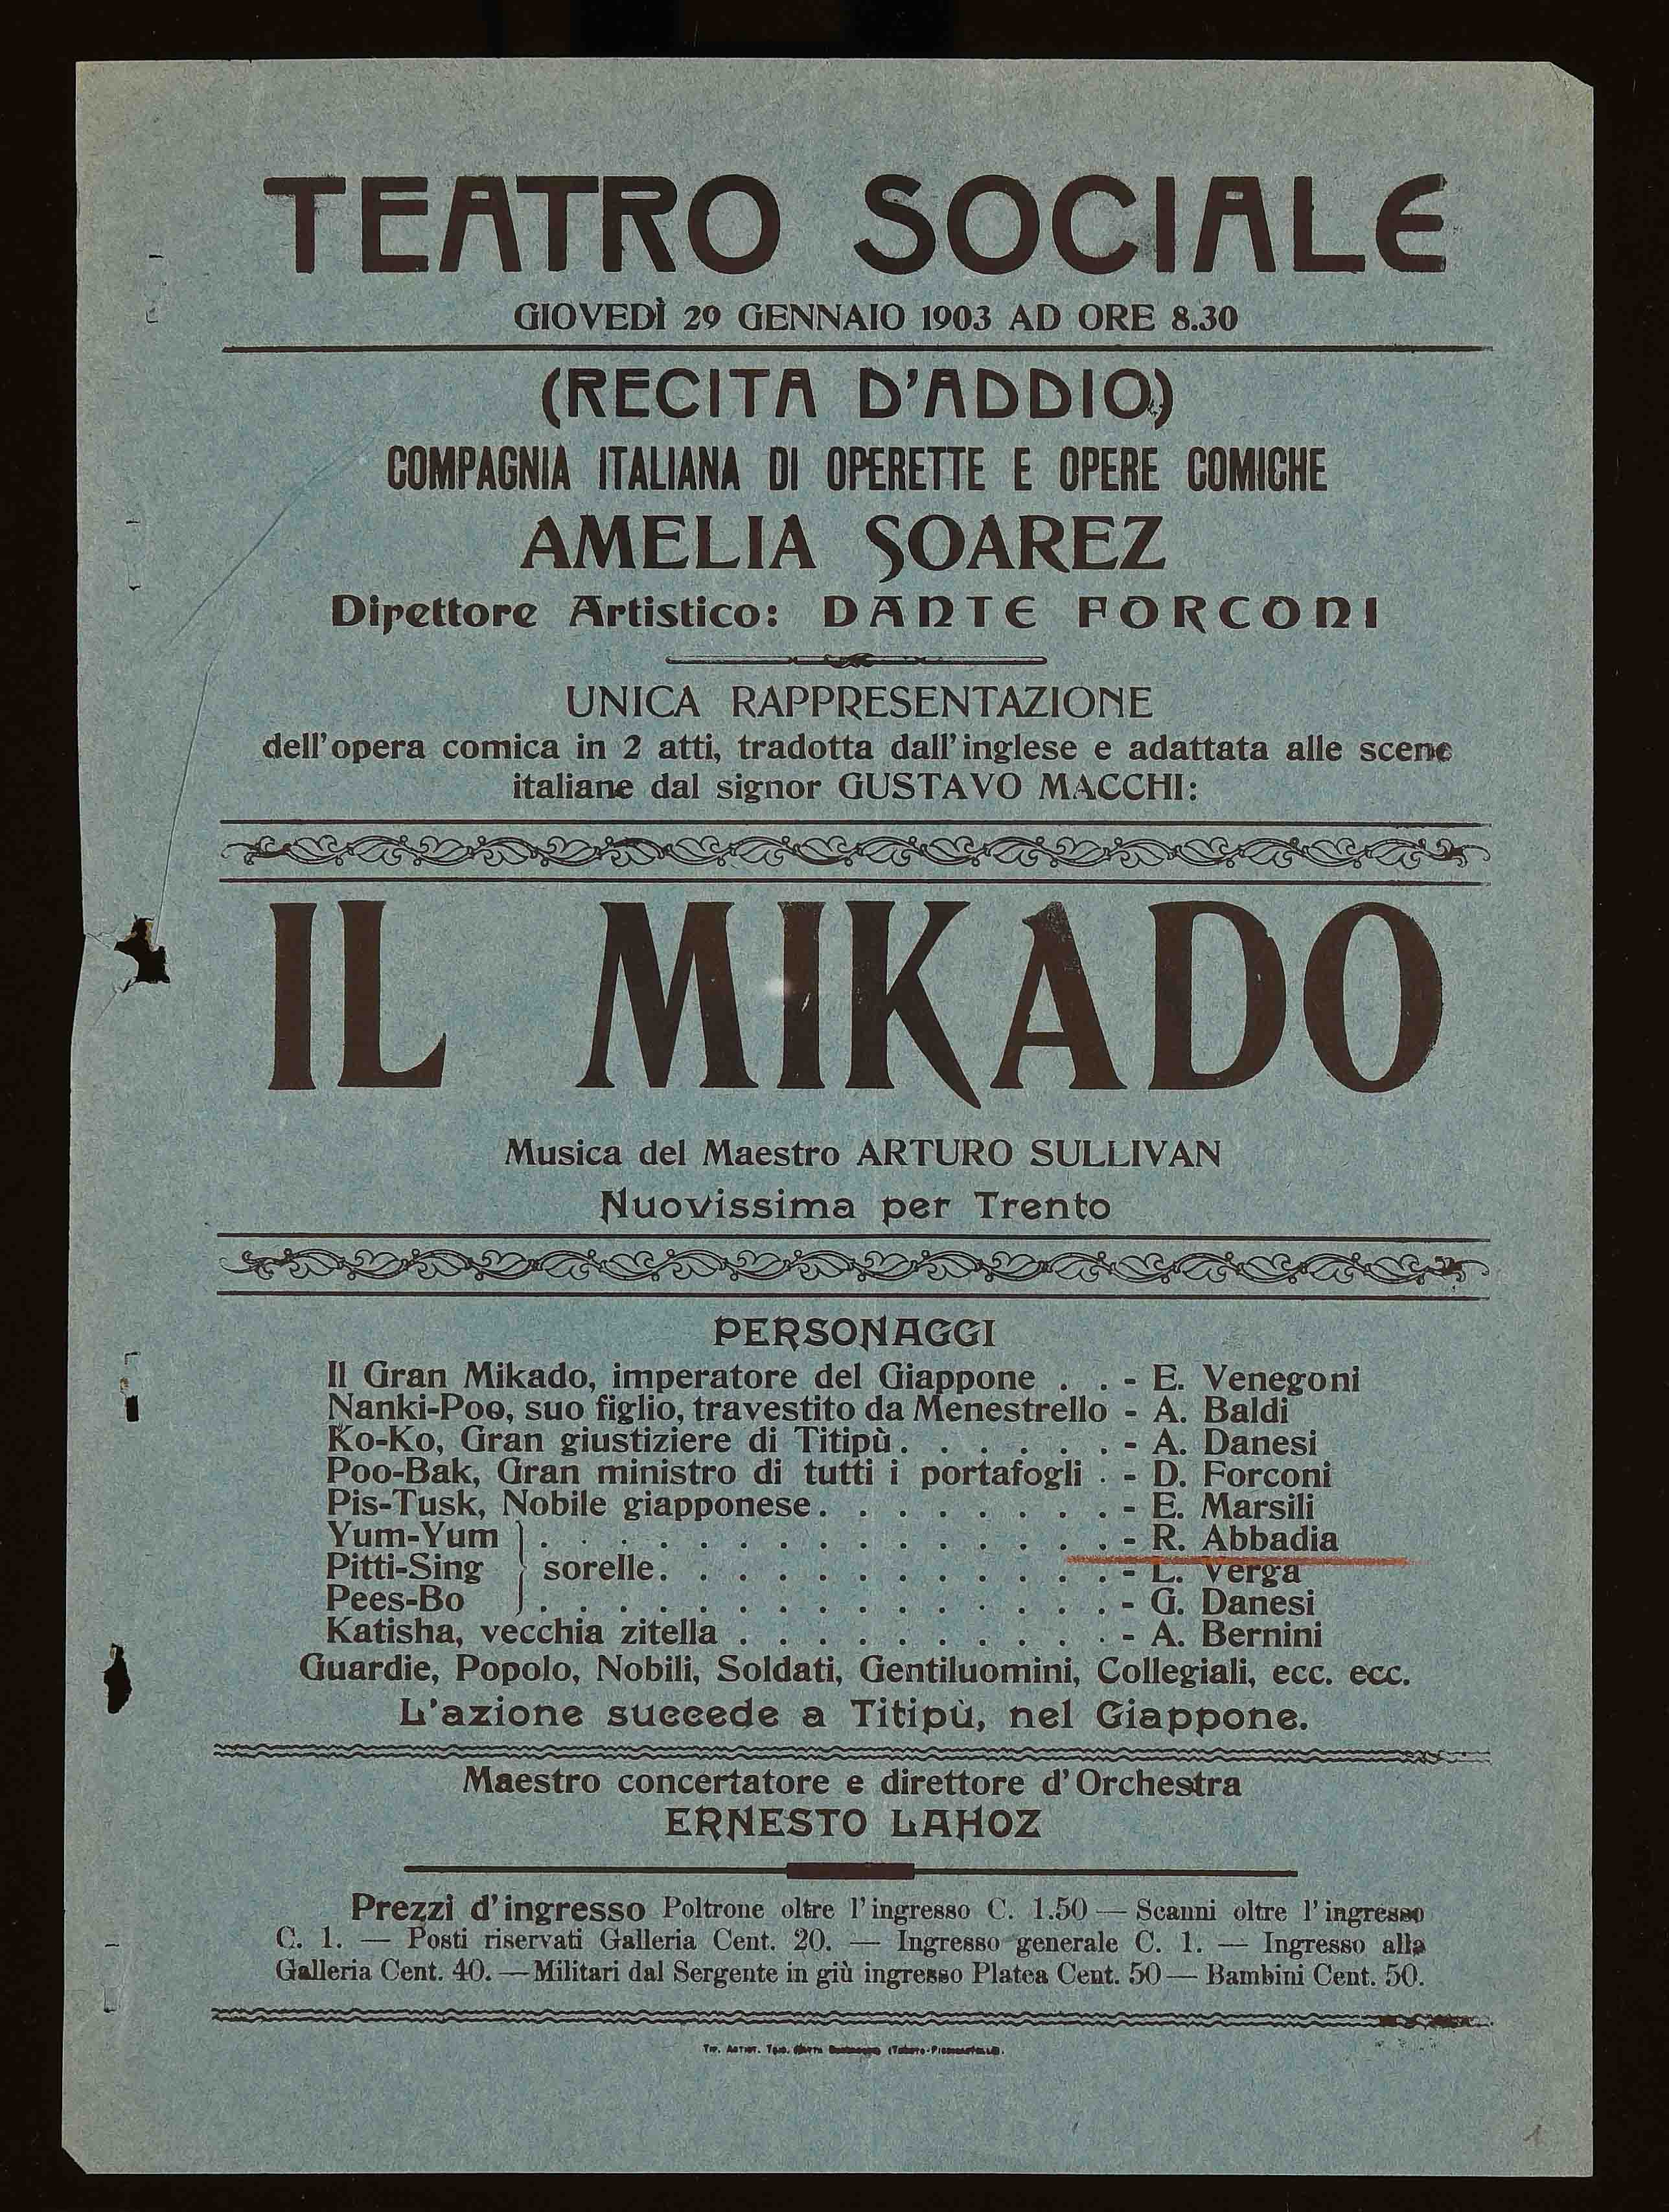 TEATRO SOCIALE
GIOVEDÌ 29 GENNAIO 1903 AD ORE 8.30
(RECITA D'ADDIO)
COMPAGNIA ITALIANA DI OPERETTE E OPERE COMICHE
AMELIA SOAREZ
Direttore Artistico: DANTE FORCONI
UNICA RAPPRESENTAZIONE
dell'opera comica in 2 atti, tradotta dall'inglese e adattata alle scene
italiane dal signor GUSTAVO MACCHI:
IL MIKADO
Musica del Maestro ARTURO SULLIVAN
Nuovissima per Trento
PERSONAGGI
Il Gran Mikado, imperatore del Giappone . . - E. Venegoni
Nanki-Poo, suo figlio, travestito da Menestrello - A. Baldi
Ko-Ko, Gran giustiziere di Titipù . . . . . . - A. Danesi
Poo-Bak, Gran ministro di tutti i portafogli . - D. Forconi
Pis-Tusk, Nobile giapponese . . . . . . . . - E. Marsili
Yum-Yum . . . . . . . . . . . . . . . - R. Abbadia
Pitti-Sing } sorelle . . . . . . . . . . . . - L. Verga
Pees-Bo . . . . . . . . . . . . . . . - G. Danesi
Katisha, vecchia zitella . . . . . . . . . . - A. Bernini
Guardie, Popolo, Nobili, Soldati, Gentiluomini, Collegiali, ecc. ecc.
L'azione succede a Titipù, nel Giappone.
Maestro concertatore e direttore d'Orchestra
ERNESTO LAHOZ
Prezzi d'ingresso Poltrone oltre l'ingresso C. 1.50 — Scanni oltre l'ingresso
C. 1. — Posti riservati Galleria Cent. 20. — Ingresso generale C. 1. — Ingresso alla
Galleria Cent. 40. — Militari dal Sergente in giù ingresso Platea Cent. 50 — Bambini Cent. 50.
Tip. Artist. Trid.
1